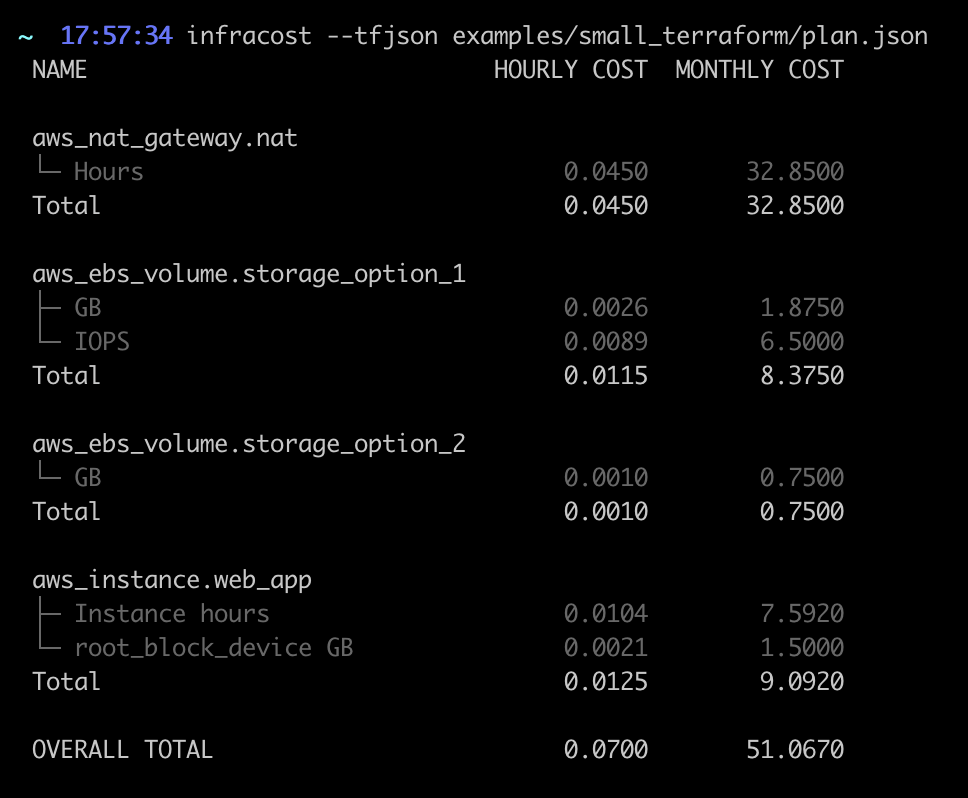 ~  17:57:34 infracost --tfjson examples/small_terraform/plan.json
NAME HOURLY COST MONTHLY COST
aws_nat_gateway.nat
└─ Hours 0.0450 32.8500
Total 0.0450 32.8500
aws_ebs_volume.storage_option_1
├─ GB 0.0026 1.8750
└─ IOPS 0.0089 6.5000
Total 0.0115 8.3750
aws_ebs_volume.storage_option_2
└─ GB 0.0010 0.7500
Total 0.0010 0.7500
aws_instance.web_app
├─ Instance hours 0.0104 7.5920
└─ root_block_device GB 0.0021 1.5000
Total 0.0125 9.0920
OVERALL TOTAL 0.0700 51.0670